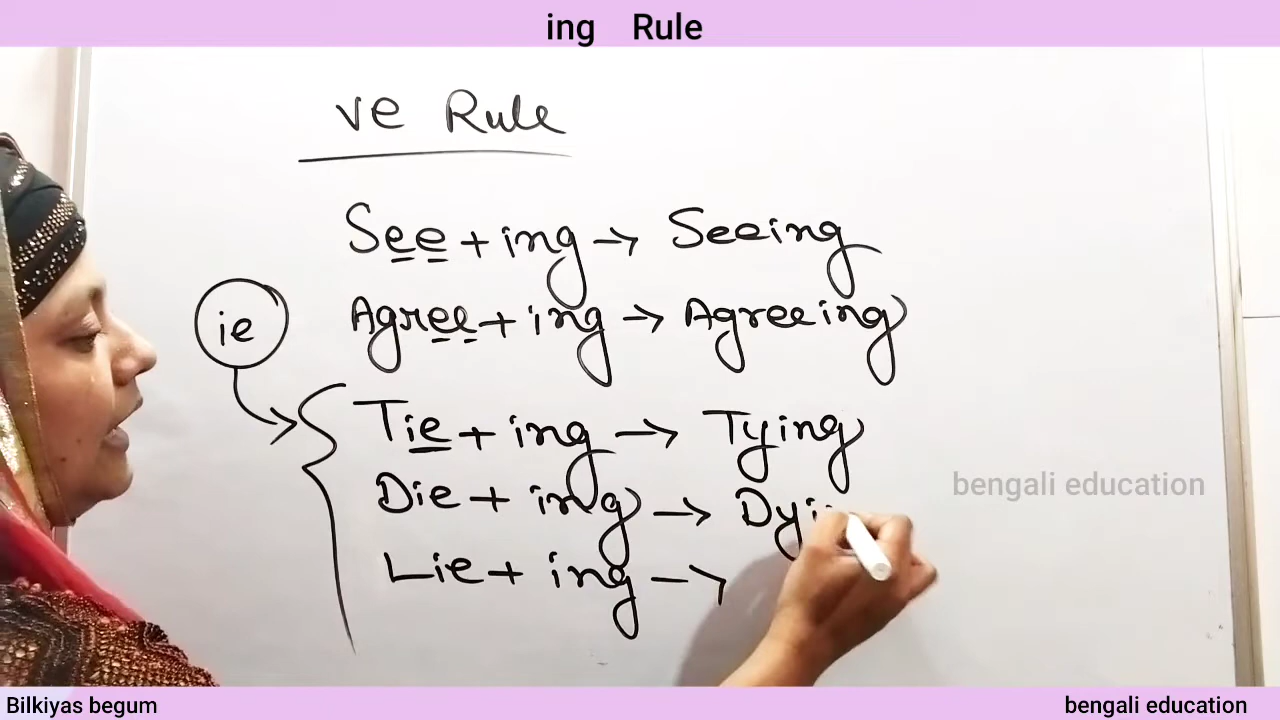 ing Rule
ve Rule
See + ing → Seeing
Agree + ing → Agreeing
ie
Tie + ing → Tying
Die + ing → Dyi
Lie + ing →
bengali education
Bilkiyas begum
bengali education